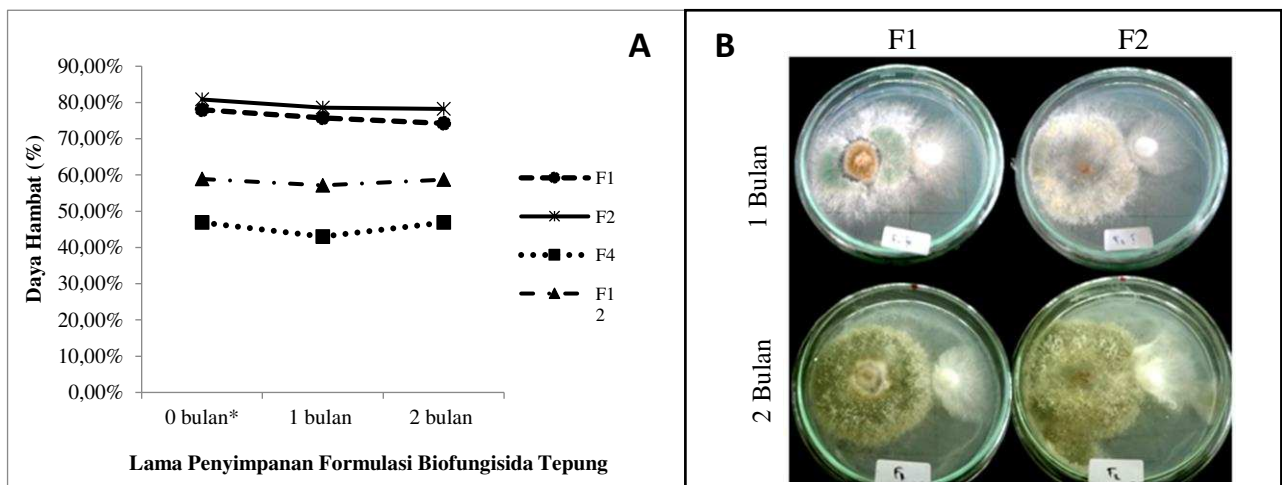 A
90,00%
80,00%
70,00%
60,00%
50,00%
40,00%
30,00%
20,00%
10,00%
0,00%
Daya Hambat (%)
0 bulan*
1 bulan
2 bulan
Lama Penyimpanan Formulasi Biofungisida Tepung
F1
F2
F4
F1
2
B
F1
F2
1 Bulan
2 Bulan